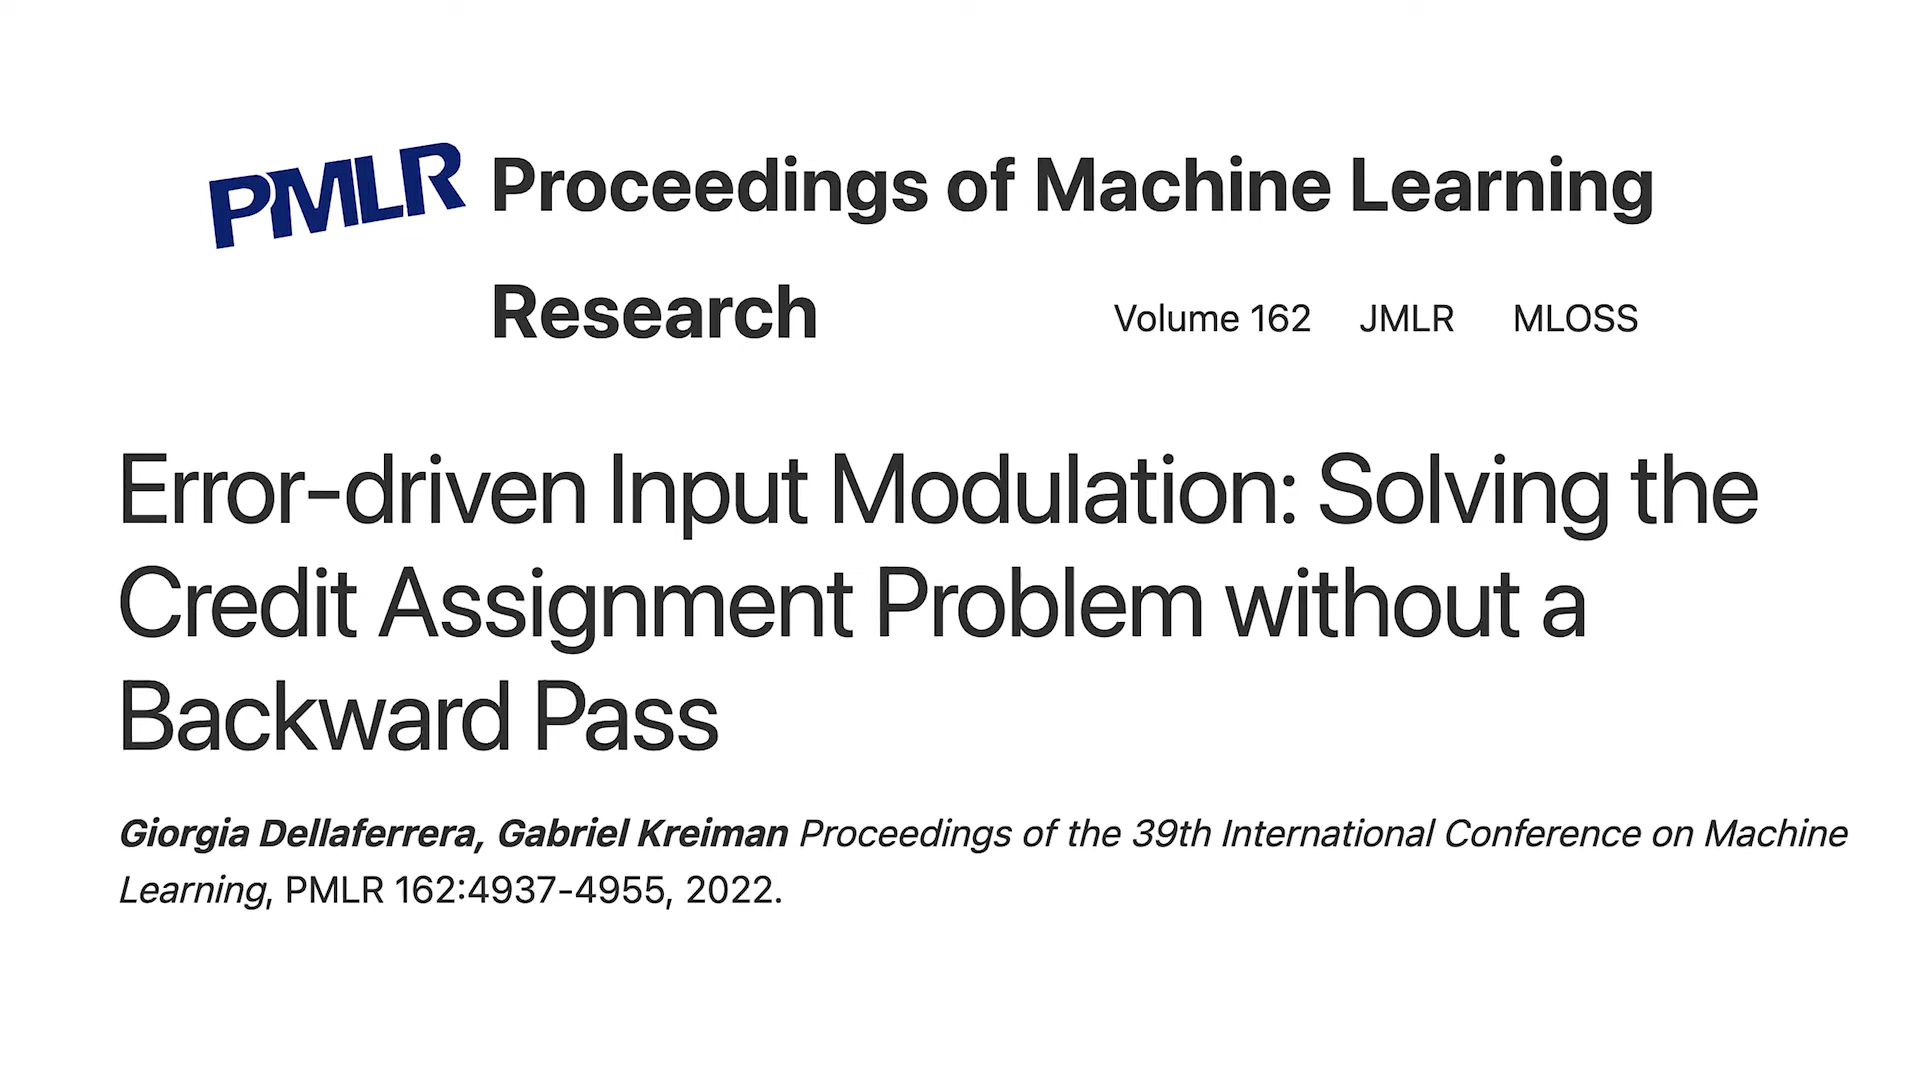 PMLR Proceedings of Machine Learning
Research Volume 162 JMLR MLOSS
Error-driven Input Modulation: Solving the
Credit Assignment Problem without a
Backward Pass
Giorgia Dellaferrera, Gabriel Kreiman Proceedings of the 39th International Conference on Machine
Learning, PMLR 162:4937-4955, 2022.